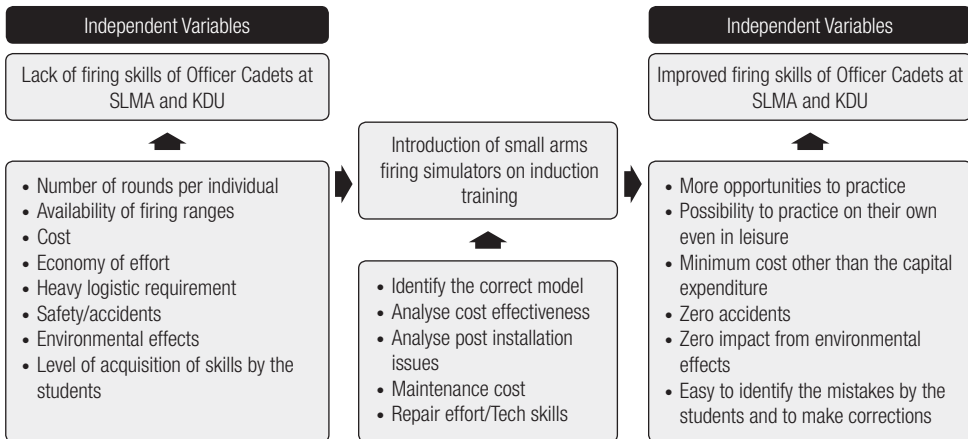 Independent Variables
Lack of firing skills of Officer Cadets at
SLMA and KDU
• Number of rounds per individual
• Availability of firing ranges
• Cost
• Economy of effort
• Heavy logistic requirement
• Safety/accidents
• Environmental effects
• Level of acquisition of skills by the
students
Introduction of small arms
firing simulators on induction
training
• Identify the correct model
• Analyse cost effectiveness
• Analyse post installation
issues
• Maintenance cost
• Repair effort/Tech skills
Independent Variables
Improved firing skills of Officer Cadets at
SLMA and KDU
• More opportunities to practice
• Possibility to practice on their own
even in leisure
• Minimum cost other than the capital
expenditure
• Zero accidents
• Zero impact from environmental
effects
• Easy to identify the mistakes by the
students and to make corrections